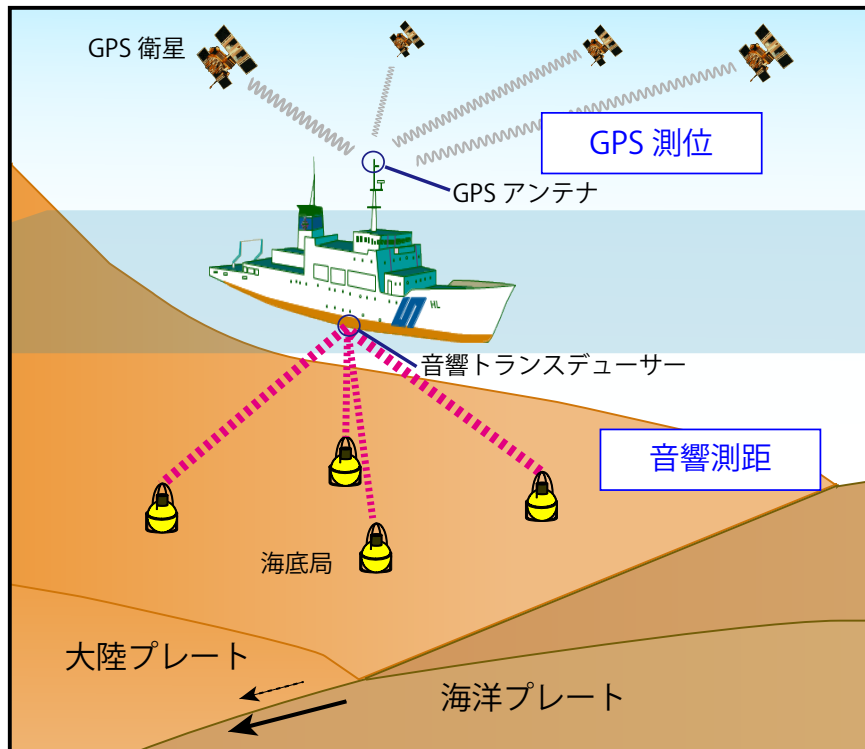 GPS 衛星
GPS 測位
GPS アンテナ
HL
音響トランスデューサー
音響測距
海底局
大陸プレート
海洋プレート